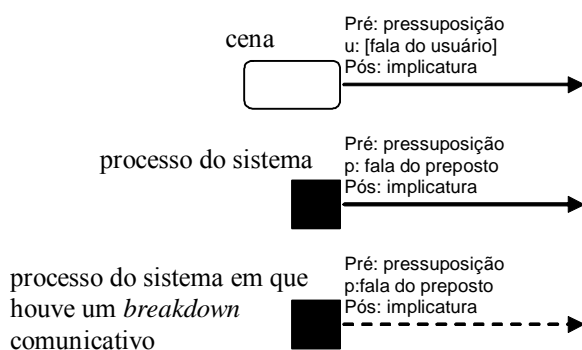 cena
Pré: pressuposição
u: [fala do usuário]
Pós: implicatura
processo do sistema
Pré: pressuposição
p: fala do preposto
Pós: implicatura
processo do sistema em que
houve um breakdown
comunicativo
Pré: pressuposição
p:fala do preposto
Pós: implicatura